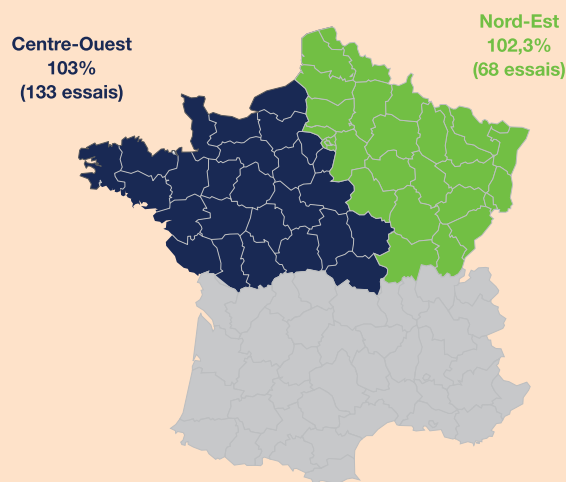 Centre-Ouest
103%
(133 essais)
Nord-Est
102,3%
(68 essais)